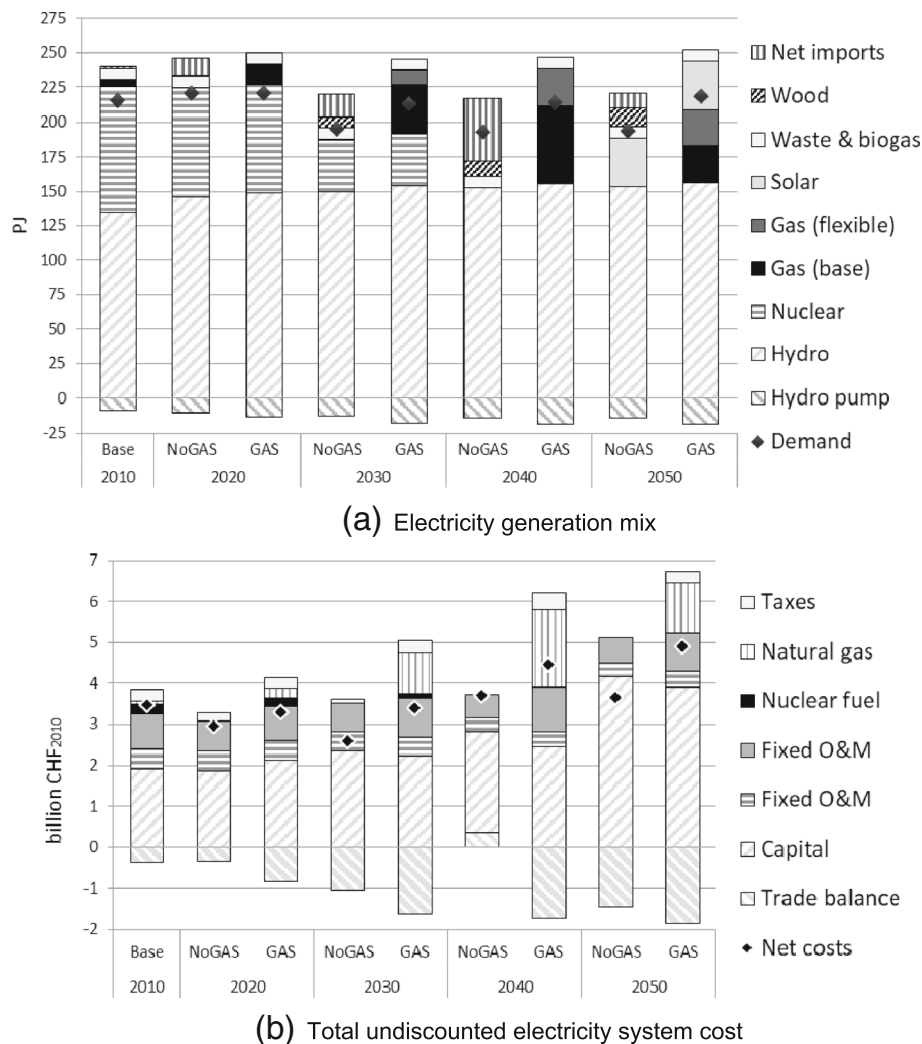 275
250
225
200
175
150
125
100
75
50
25
0
-25
PJ
Base NoGAS GAS NoGAS GAS NoGAS GAS NoGAS GAS
2010 2020 2030 2040 2050
Net imports
Wood
Waste & biogas
Solar
Gas (flexible)
Gas (base)
Nuclear
Hydro
Hydro pump
Demand
(a) Electricity generation mix
7
6
5
4
3
2
1
0
-1
-2
billion CHF2010
Base NoGAS GAS NoGAS GAS NoGAS GAS NoGAS GAS
2010 2020 2030 2040 2050
Taxes
Natural gas
Nuclear fuel
Fixed O&M
Fixed O&M
Capital
Trade balance
Net costs
(b) Total undiscounted electricity system cost